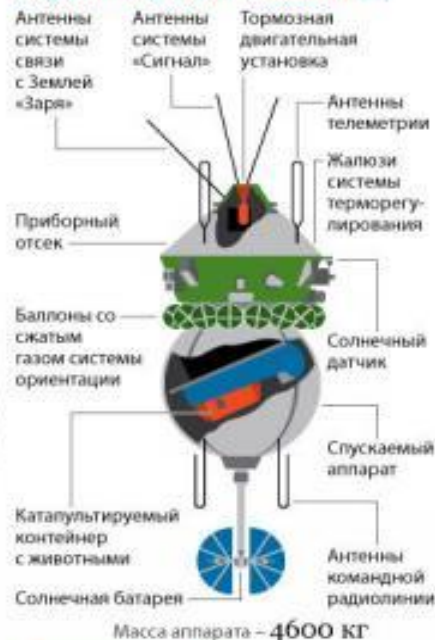 Антенны
системы
связи
с Землей
«Заря»
Антенны
системы
«Сигнал»
Тормозная
двигательная
установка
Антенны
телеметрии
Жалюзи
системы
терморегу-
лирования
Приборный
отсек
Баллоны со
сжатым
газом системы
ориентации
Солнечный
датчик
Спускаемый
аппарат
Катапультируемый
контейнер
с животными
Солнечная батарея
Антенны
командной
радиолинии
Масса аппарата – 4600 кг